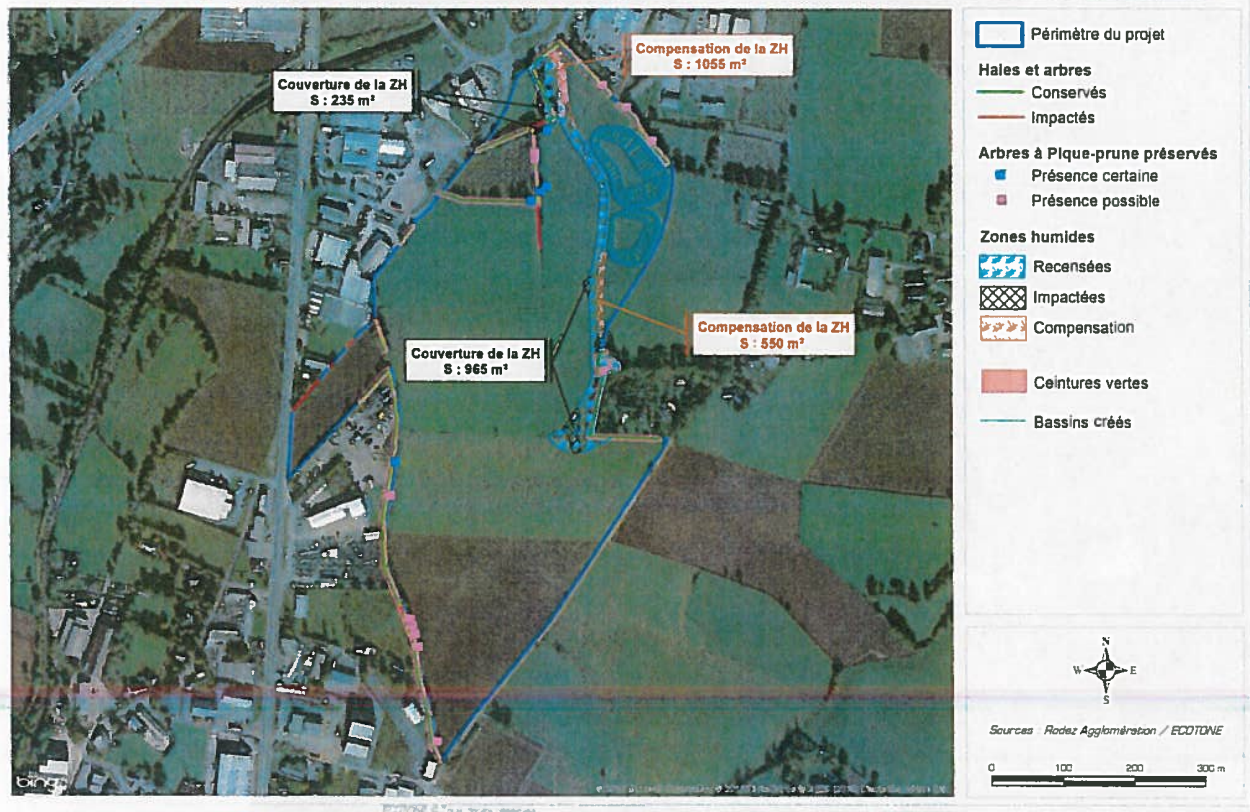 Compensation de la ZH
S : 1055 m²
Couverture de la ZH
S : 235 m²
Compensation de la ZH
S : 550 m²
Couverture de la ZH
S : 965 m²
bing
Périmètre du projet
Haies et arbres
Conservés
Impactés
Arbres à Pique-prune préservés
Présence certaine
Présence possible
Zones humides
Recensées
Impactées
Compensation
Ceintures vertes
Bassins créés
N
W E
S
Sources : Rodez Agglomération / ECOTONE
0 100 200 300 m